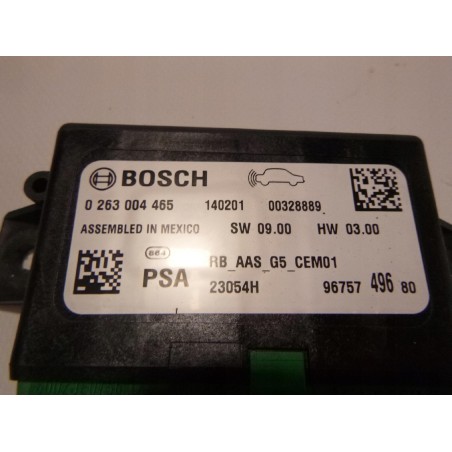 BOSCH
0 263 004 465 140201 00328889
ASSEMBLED IN MEXICO SW 09.00 HW 03.00
RB_AAS_G5_CEM01
PSA 23054H 96757 496 80